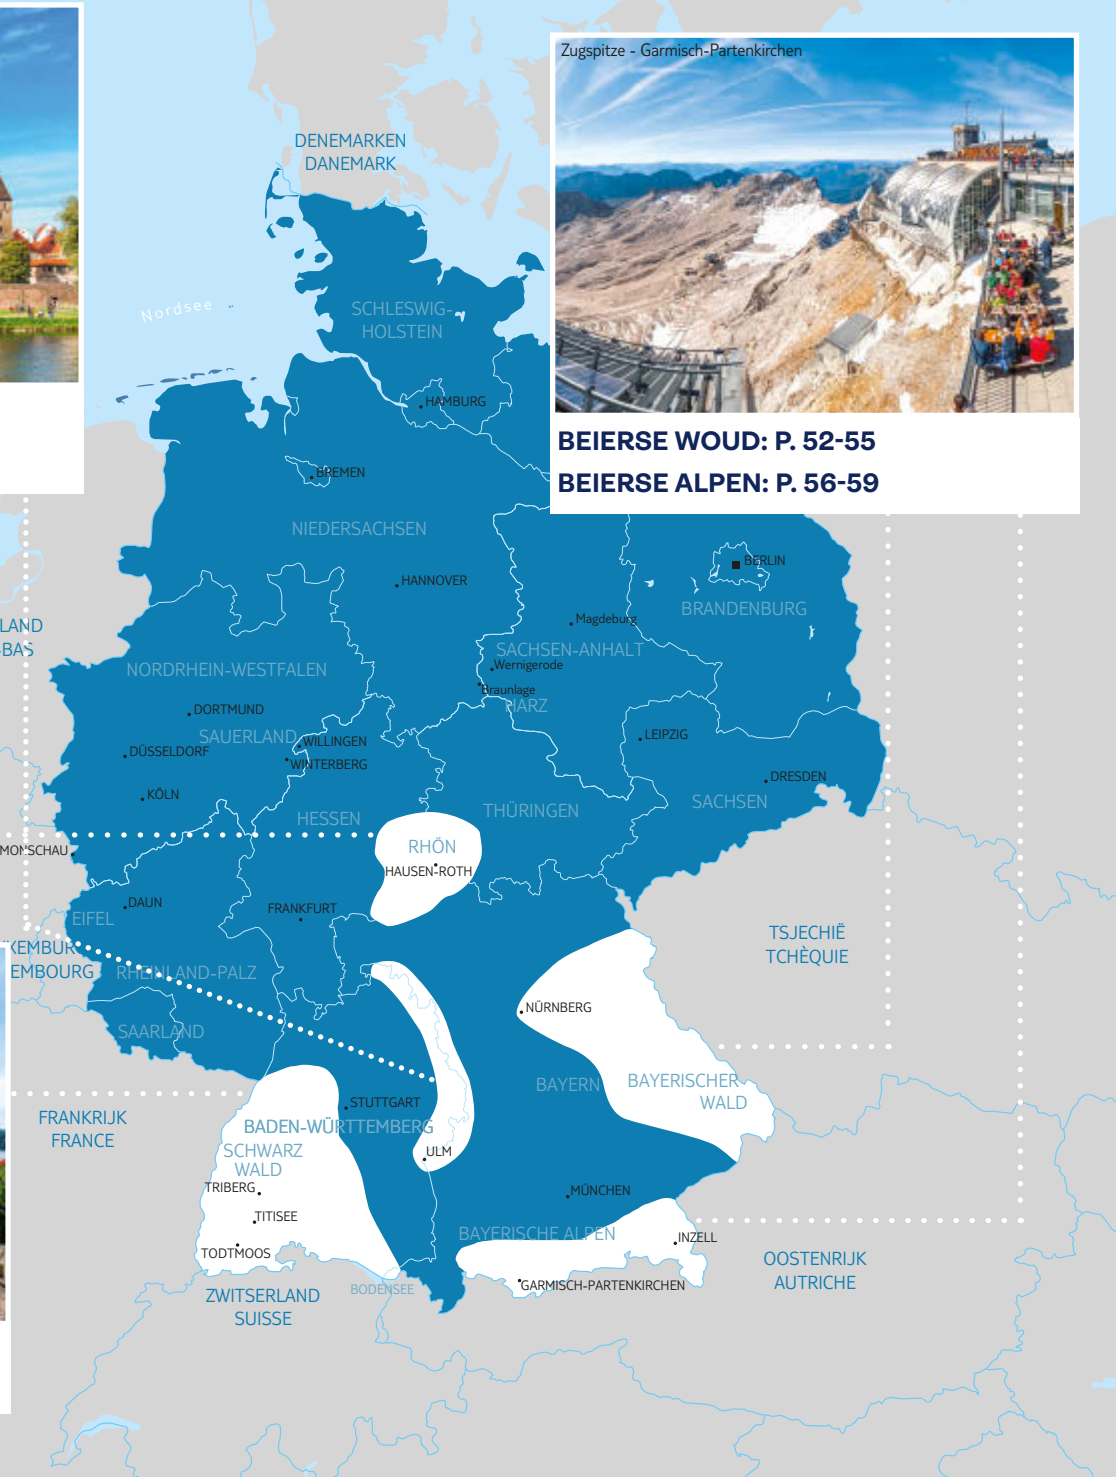 Zugspitze - Garmisch-Partenkirchen
BEIERSE WOUD: P. 52-55
BEIERSE ALPEN: P. 56-59
DENEMARKEN
DANEMARK
Nordsee
SCHLESWIG-
HOLSTEIN
HAMBURG
BREMEN
NIEDERSACHSEN
HANNOVER
BERLIN
BRANDENBURG
Magdeburg
SACHSEN-ANHALT
Wernigerode
Braunlage
HARZ
LAND
-BAS
NORDRHEIN-WESTFALEN
DORTMUND
SAUERLAND
WILLINGEN
DÜSSELDORF
WINTERBERG
LEIPZIG
KÖLN
DRESDEN
SACHSEN
HESSEN
THÜRINGEN
MONSCHAU
RHÖN
HAUSEN-ROTH
DAUN
EIFEL
FRANKFURT
XEMBUR
EMBOURG
RHEINLAND-PALZ
TSJECHIË
TCHÈQUIE
NÜRNBERG
SAARLAND
BAYERN
BAYERISCHER
WALD
FRANKRIJK
FRANCE
STUTTGART
BADEN-WÜRTTEMBERG
SCHWARZ
WALD
ULM
TRIBERG
TITISEE
TODTMOOS
MÜNCHEN
BAYERISCHE ALPEN
INZELL
GARMISCH-PARTENKIRCHEN
BODENSEE
ZWITSERLAND
SUISSE
OOSTENRIJK
AUTRICHE